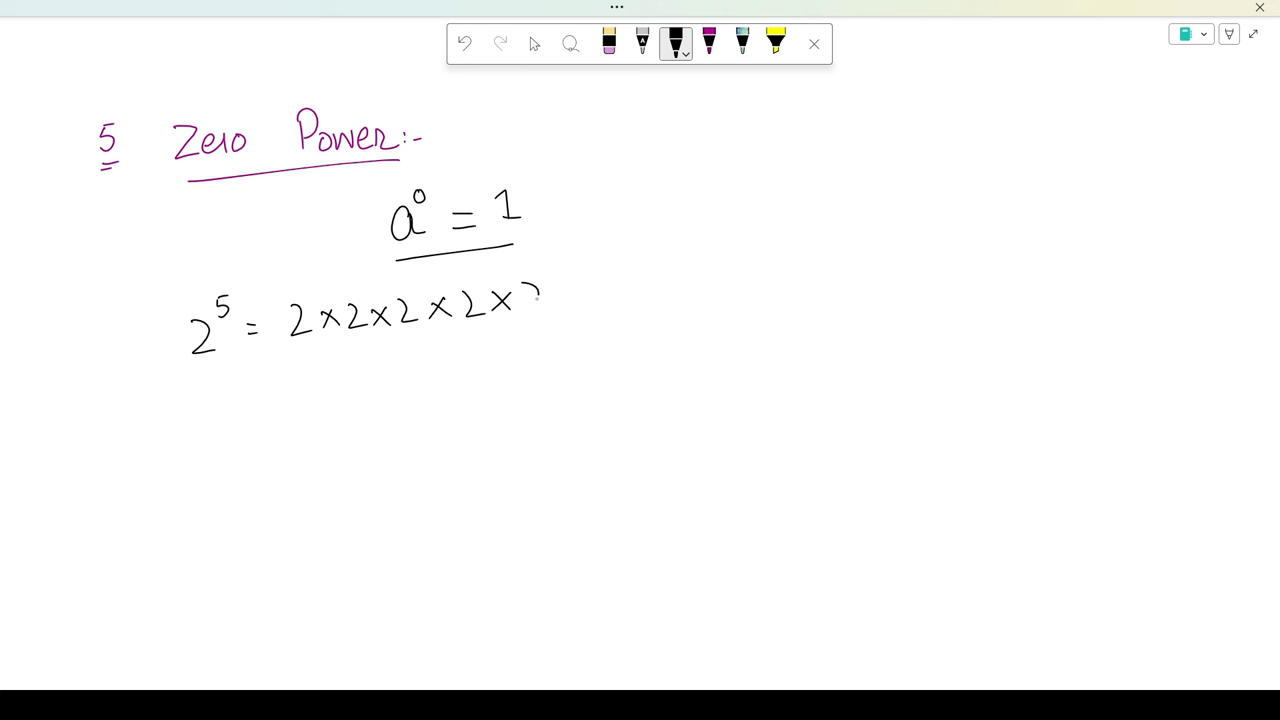 5 Zero Power:-
a⁰ = 1
2⁵ = 2×2×2×2×